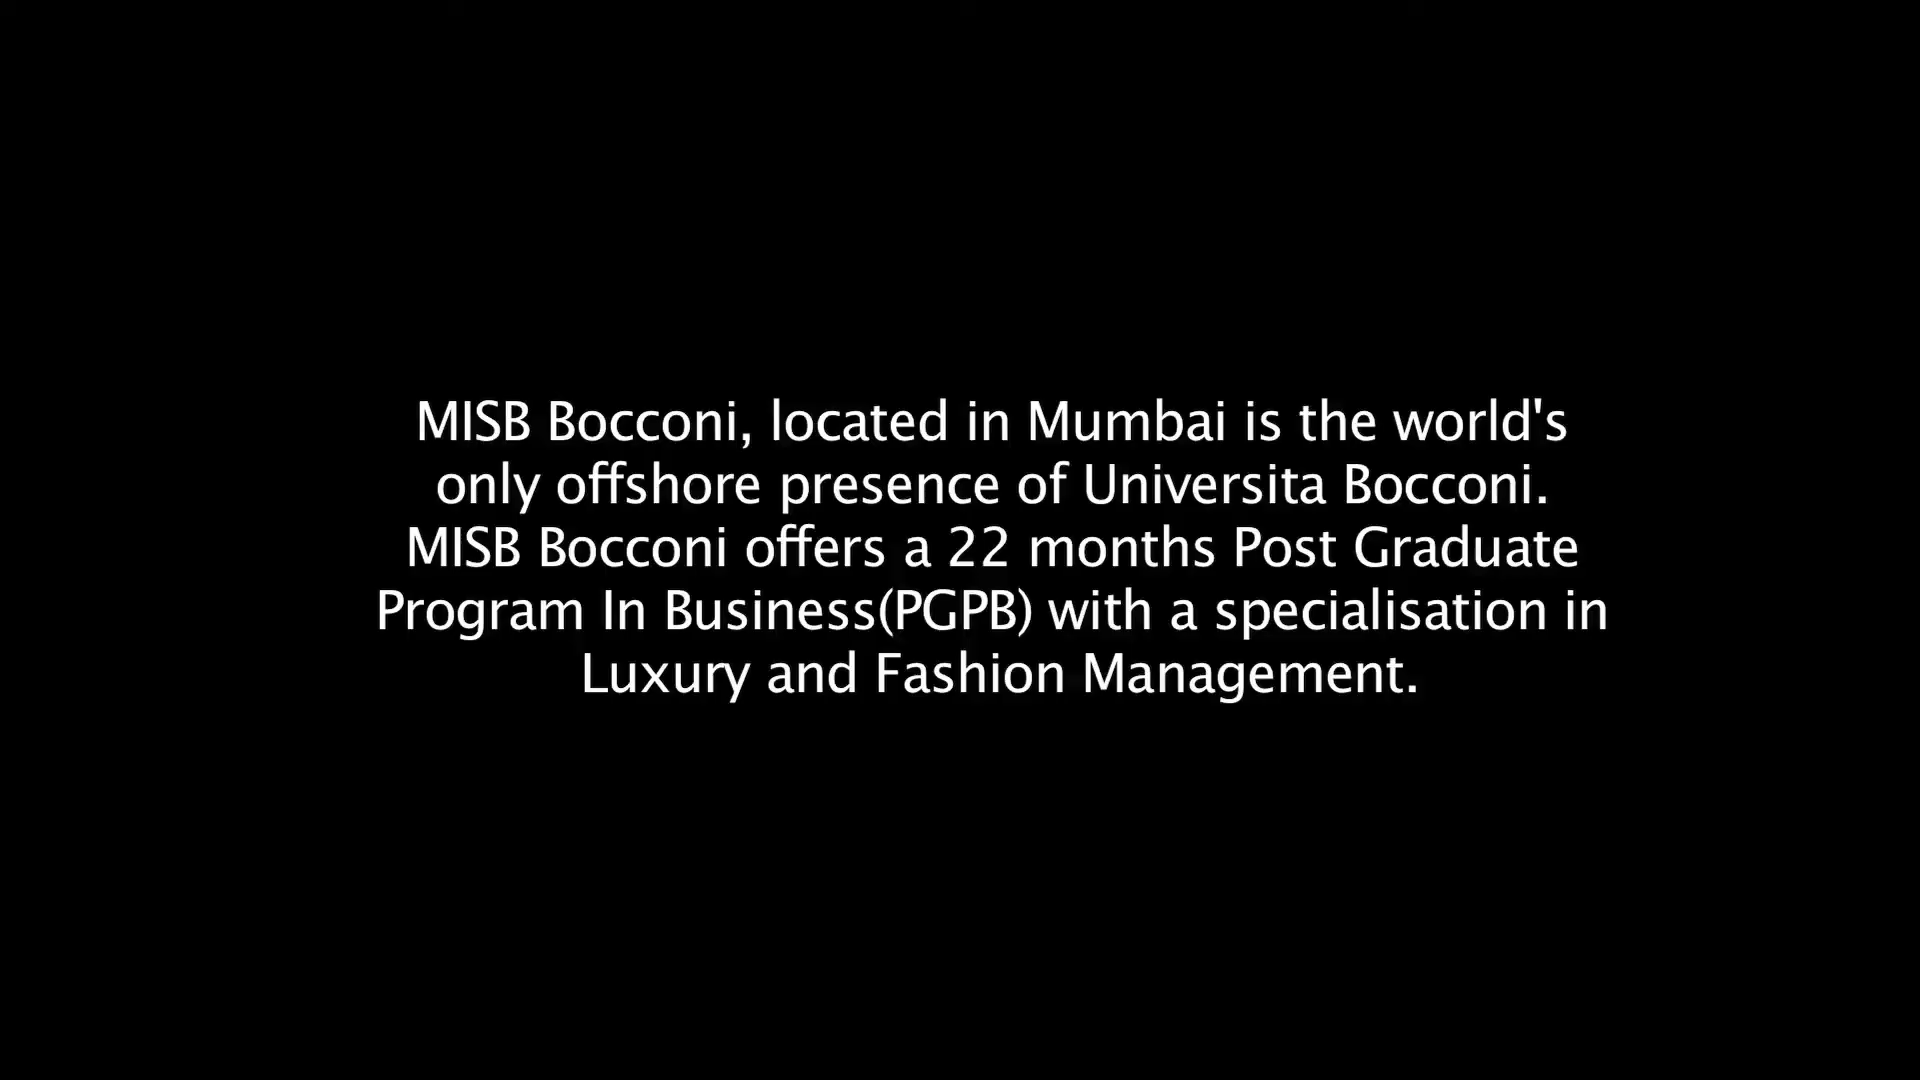 MISB Bocconi, located in Mumbai is the world's
only offshore presence of Universita Bocconi.
MISB Bocconi offers a 22 months Post Graduate
Program In Business(PGPB) with a specialisation in
Luxury and Fashion Management.